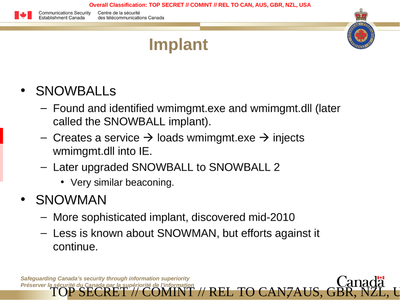 Overall Classification: TOP SECRET // COMINT // REL TO CAN, AUS, GBR, NZL, USA
Communications Security Centre de la sécurité
Establishment Canada des télécommunications Canada
Implant
• SNOWBALLs
– Found and identified wmimgmt.exe and wmimgmt.dll (later
called the SNOWBALL implant).
– Creates a service → loads wmimgmt.exe → injects
wmimgmt.dll into IE.
– Later upgraded SNOWBALL to SNOWBALL 2
• Very similar beaconing.
• SNOWMAN
– More sophisticated implant, discovered mid-2010
– Less is known about SNOWMAN, but efforts against it
continue.
Safeguarding Canada's security through information superiority
Préserver la sécurité du Canada par la supériorité de l'information
Canada
TOP SECRET // COMINT // REL TO CAN, AUS, GBR, NZL, U
7